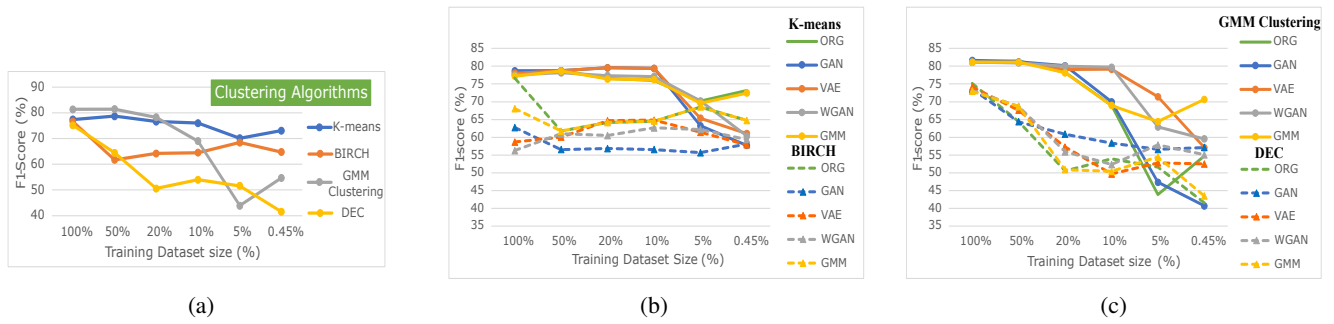 Clustering Algorithms
F1-score (%)
90
80
70
60
50
40
100% 50% 20% 10% 5% 0.45%
Training Dataset size (%)
K-means
BIRCH
GMM
Clustering
DEC
(a)
F1-score (%)
85
80
75
70
65
60
55
50
45
40
35
100% 50% 20% 10% 5% 0.45%
Training Dataset Size (%)
K-means
ORG
GAN
VAE
WGAN
GMM
BIRCH
ORG
GAN
VAE
WGAN
GMM
(b)
F1-score (%)
85
80
75
70
65
60
55
50
45
40
35
100% 50% 20% 10% 5% 0.45%
Training Dataset size (%)
GMM Clustering
ORG
GAN
VAE
WGAN
GMM
DEC
ORG
GAN
VAE
WGAN
GMM
(c)